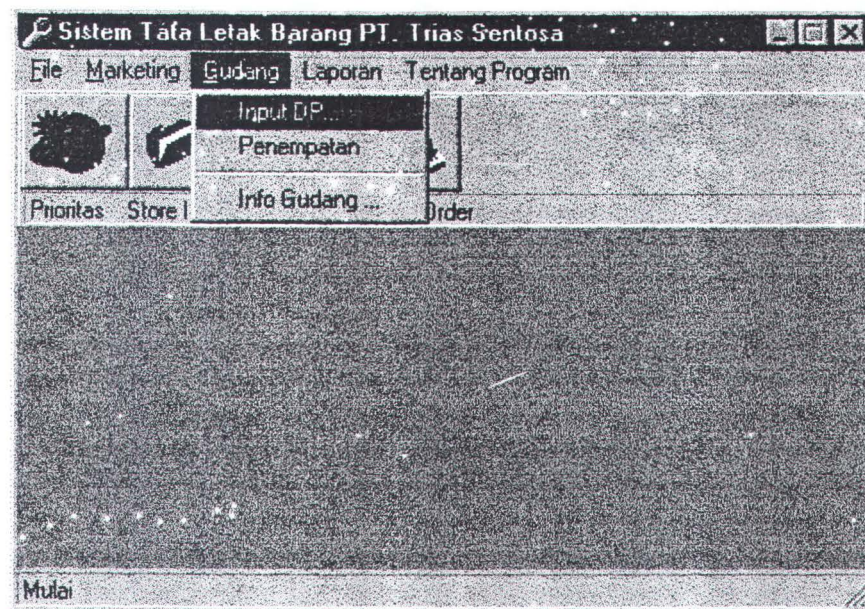 Sistem Tata Letak Barang PT. Trias Sentosa
File Marketing Gudang Laporan Tentang Program
Input DP...
Penempatan
Info Gudang ...
Prioritas Store I Order
Mulai